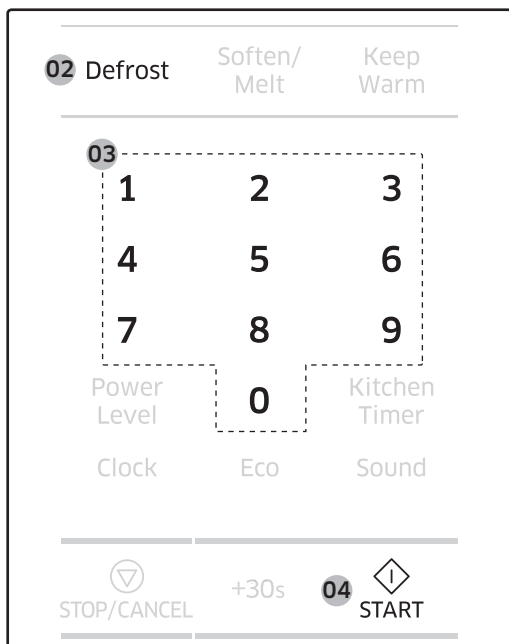 02 Defrost Soften/ Keep
Melt Warm
03
1 2 3
4 5 6
7 8 9
Power 0 Kitchen
Level Timer
Clock Eco Sound
+30s 04
STOP/CANCEL START